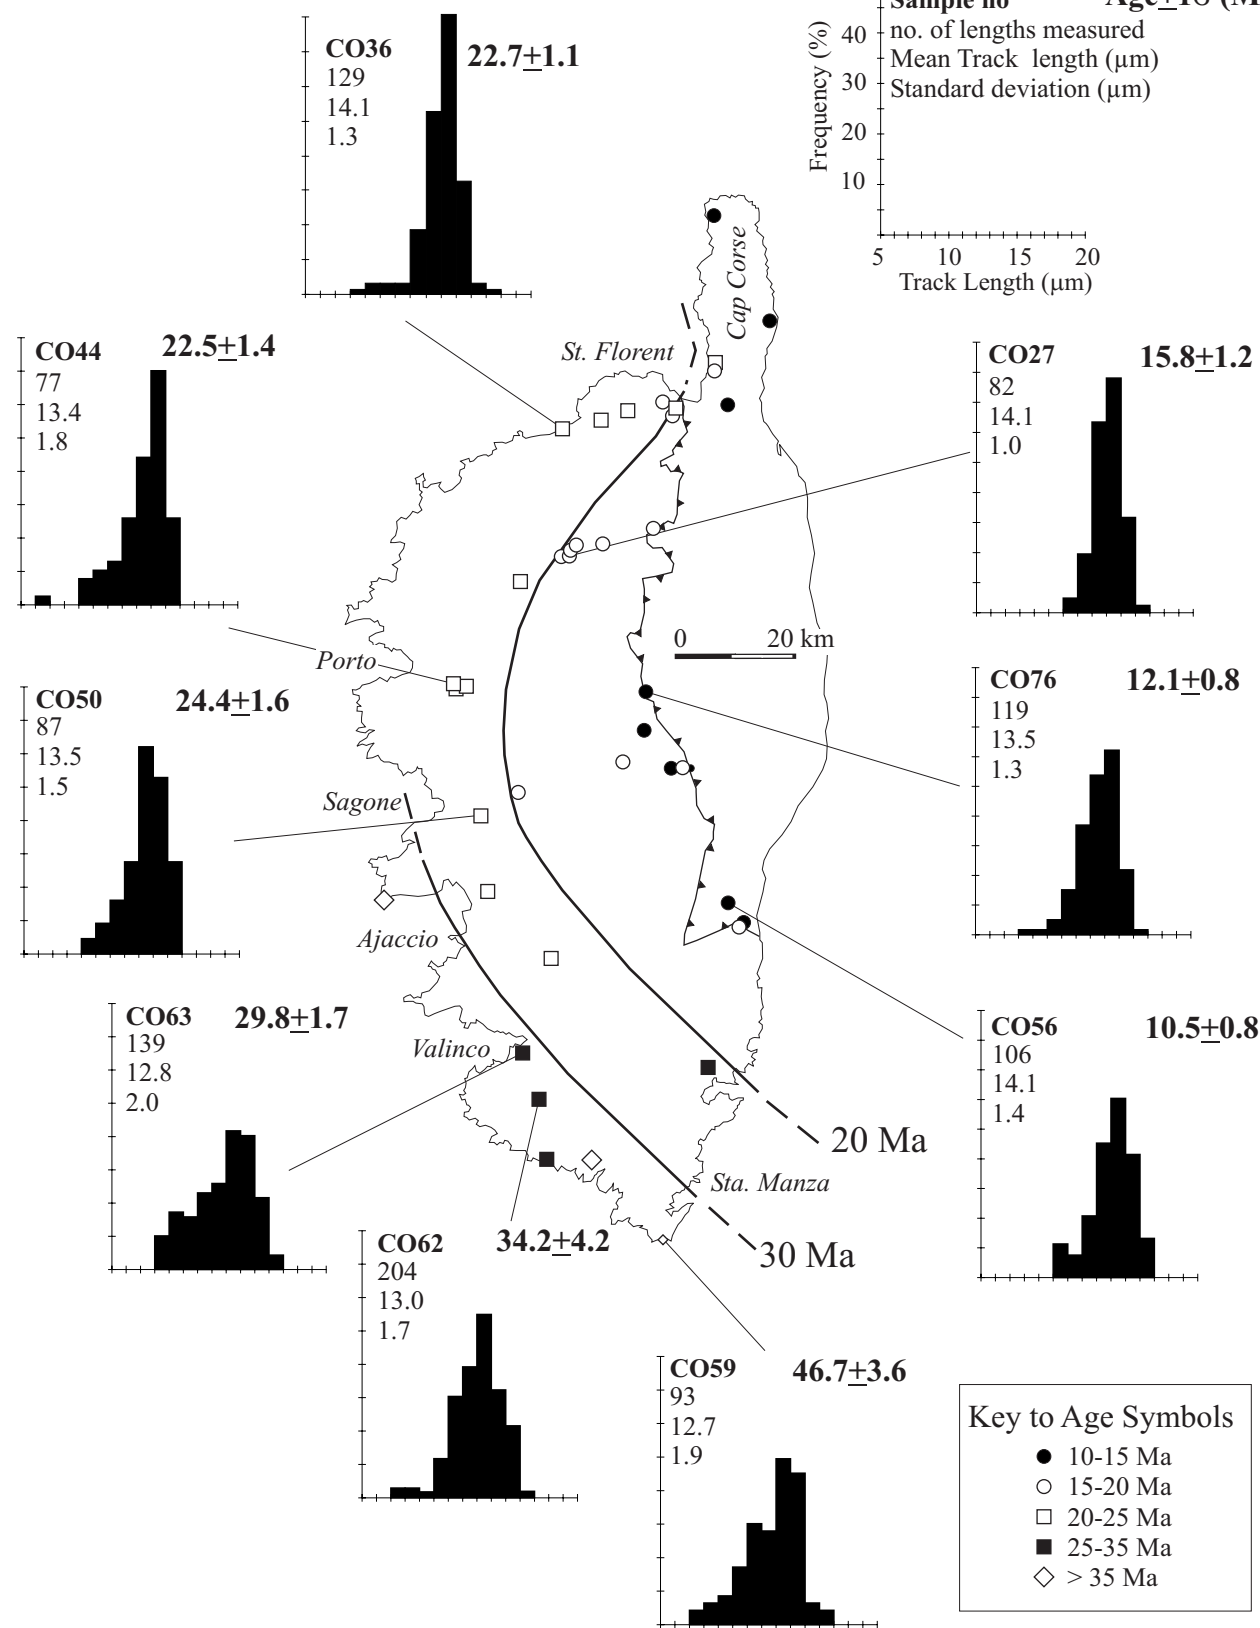 Sample no
Age±1σ (M
no. of lengths measured
Mean Track length (µm)
Standard deviation (µm)
Frequency (%)
40
30
20
10
5 10 15 20
Track Length (µm)
CO36
22.7±1.1
129
14.1
1.3
Cap Corse
St. Florent
CO44
22.5±1.4
77
13.4
1.8
CO27
15.8±1.2
82
14.1
1.0
0 20 km
Porto
CO50
24.4±1.6
87
13.5
1.5
CO76
12.1±0.8
119
13.5
1.3
Sagone
Ajaccio
CO63
29.8±1.7
139
12.8
2.0
Valinco
CO56
10.5±0.8
106
14.1
1.4
20 Ma
Sta. Manza
30 Ma
CO62
34.2±4.2
204
13.0
1.7
CO59
46.7±3.6
93
12.7
1.9
Key to Age Symbols
10-15 Ma
15-20 Ma
20-25 Ma
25-35 Ma
> 35 Ma